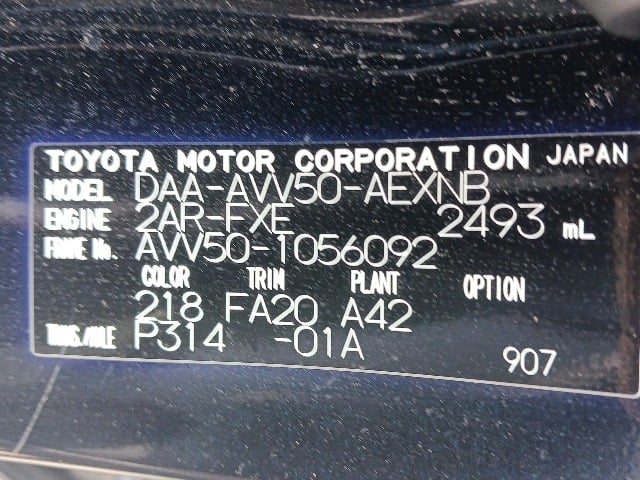 TOYOTA MOTOR CORPORATION JAPAN
MODEL DAA-AVV50-AEXNB
ENGINE 2AR-FXE 2493 mL
FRAME No. AVV50-1056092
COLOR TRIM PLANT OPTION
218 FA20 A42
TRANS./AXLE P314 -01A
907